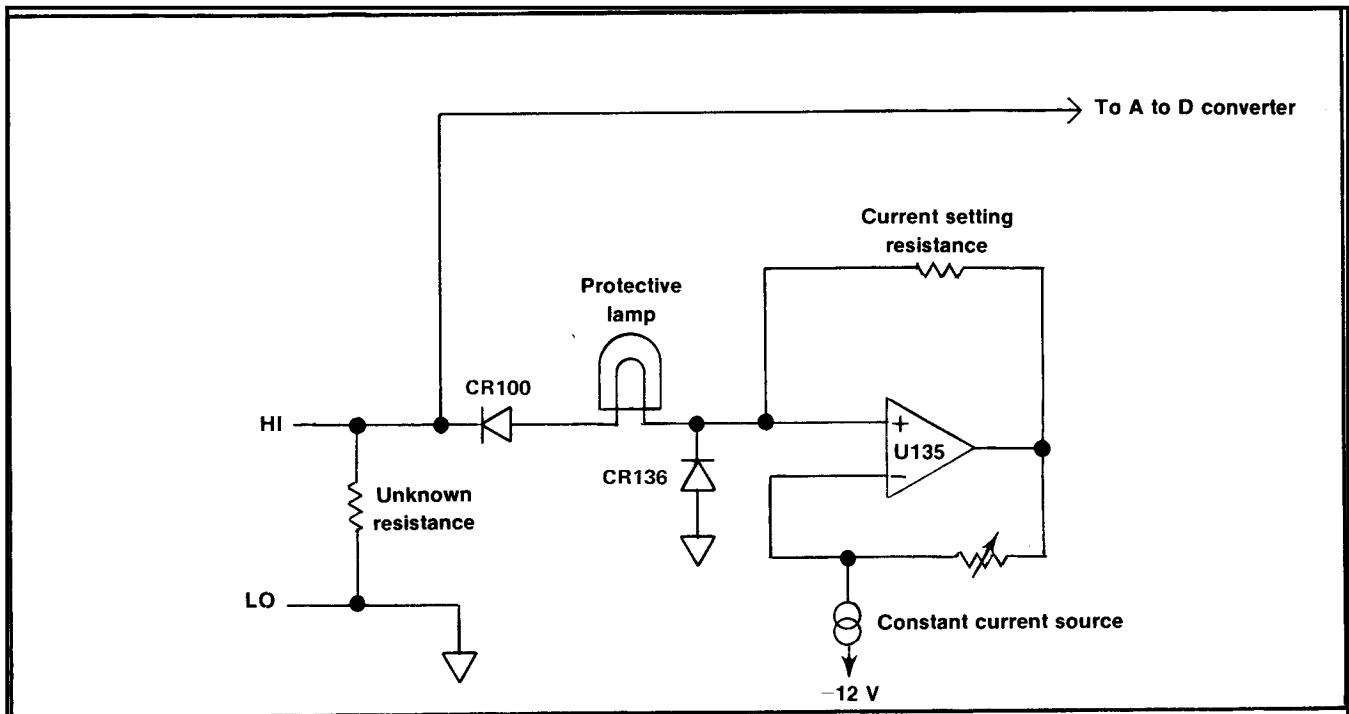 To A to D converter
Current setting
resistance
Protective
lamp
CR100
HI
+
U135
−
CR136
Unknown
resistance
LO
Constant current source
−12 V